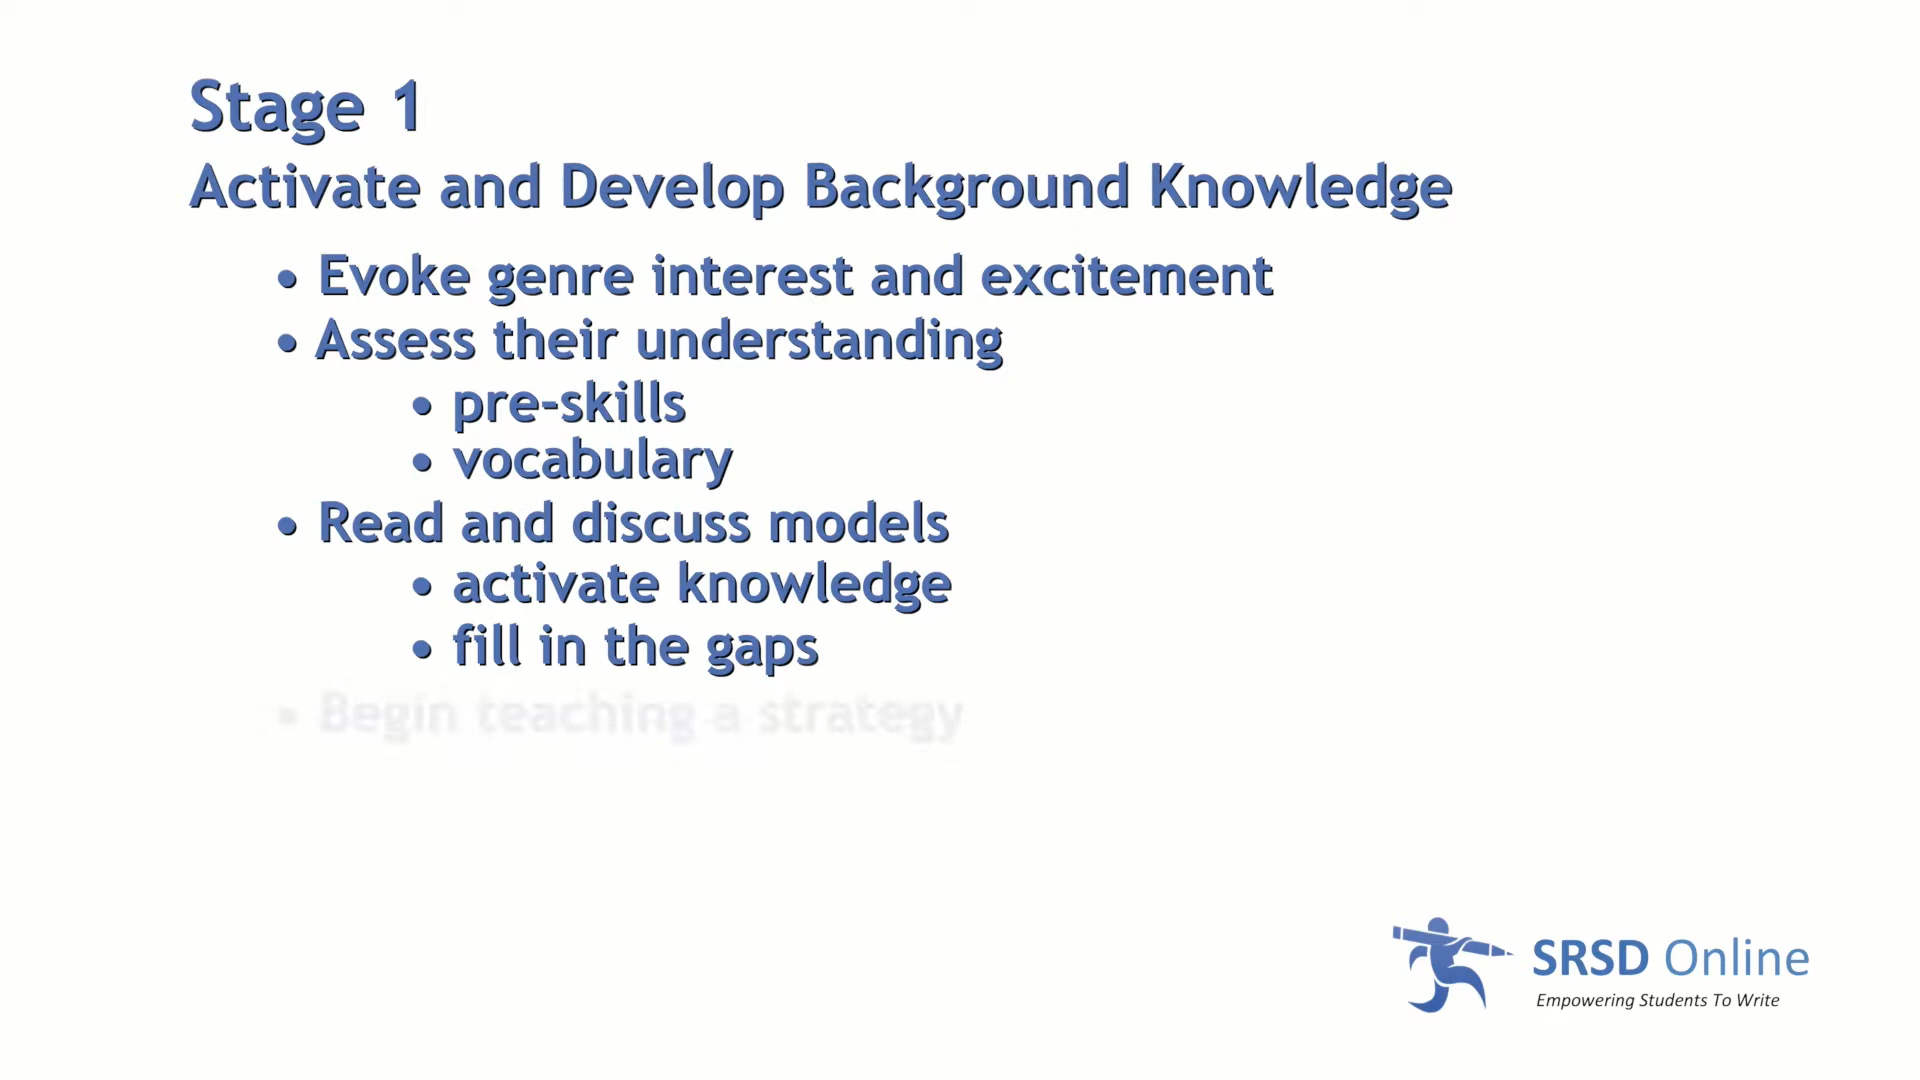 Stage 1
Activate and Develop Background Knowledge
• Evoke genre interest and excitement
• Assess their understanding
• pre-skills
• vocabulary
• Read and discuss models
• activate knowledge
• fill in the gaps
• Begin teaching a strategy
SRSD Online
Empowering Students To Write